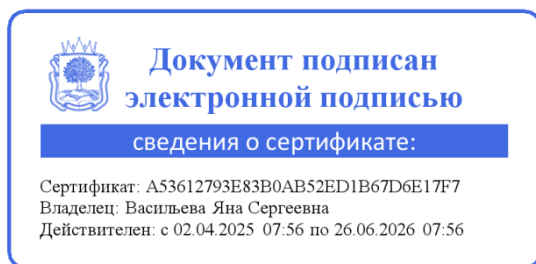 Документ подписан
электронной подписью
сведения о сертификате:
Сертификат: A53612793E83B0AB52ED1B67D6E17F7
Владелец: Васильева Яна Сергеевна
Действителен: с 02.04.2025 07:56 по 26.06.2026 07:56